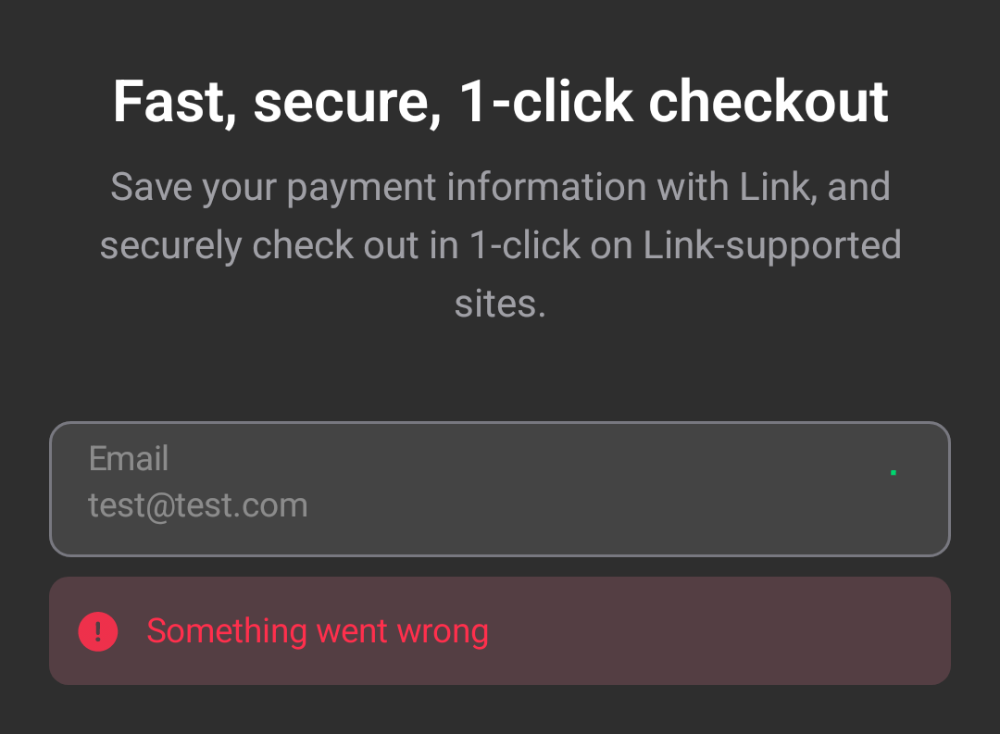 Fast, secure, 1-click checkout
Save your payment information with Link, and
securely check out in 1-click on Link-supported
sites.
Email
test@test.com
Something went wrong